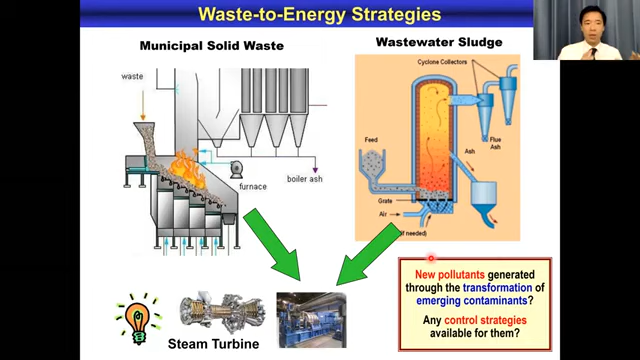 Waste-to-Energy Strategies
Municipal Solid Waste
Wastewater Sludge
waste
furnace
boiler ash
Cyclone Collectors
Feed
Flue
Ash
Ash
Grate
Air
(If needed)
Steam Turbine
New pollutants generated
through the transformation of
emerging contaminants?
Any control strategies
available for them?